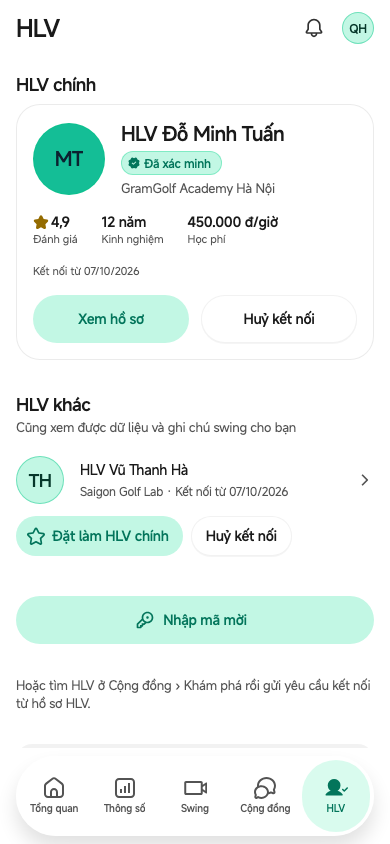 HLV
QH
HLV chính
MT
HLV Đỗ Minh Tuấn
Đã xác minh
GramGolf Academy Hà Nội
4,9
12 năm
450.000 đ/giờ
Đánh giá
Kinh nghiệm
Học phí
Kết nối từ 07/10/2026
Xem hồ sơ
Huỷ kết nối
HLV khác
Cũng xem được dữ liệu và ghi chú swing cho bạn
TH
HLV Vũ Thanh Hà
Saigon Golf Lab · Kết nối từ 07/10/2026
Đặt làm HLV chính
Huỷ kết nối
Nhập mã mời
Hoặc tìm HLV ở Cộng đồng › Khám phá rồi gửi yêu cầu kết nối
từ hồ sơ HLV.
Tổng quan
Thông số
Swing
Cộng đồng
HLV